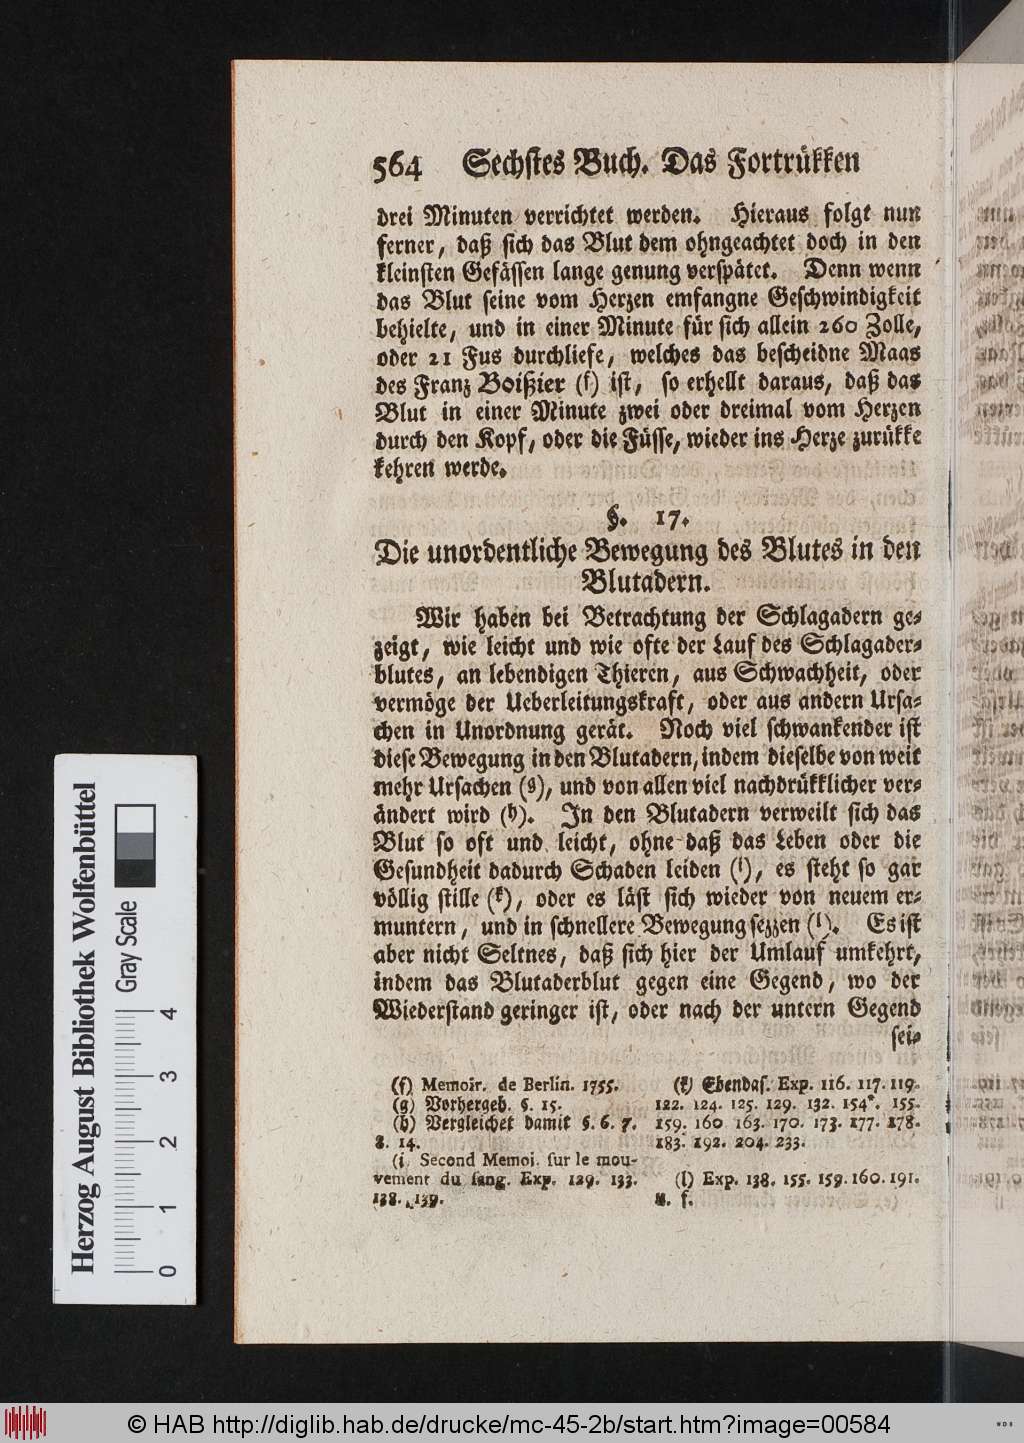 564 Sechstes Buch. Das Fortrükken
drei Minuten verrichtet werden. Hieraus folgt nun
ferner, daß sich das Blut dem ohngeachtet doch in den
kleinsten Gefässen lange genung verspätet. Denn wenn
das Blut seine vom Herzen emfangne Geschwindigkeit
behielte, und in einer Minute für sich allein 260 Zolle,
oder 21 Fus durchliefe, welches das bescheidne Maas
des Franz Boißier (f) ist, so erhellt daraus, daß das
Blut in einer Minute zwei oder dreimal vom Herzen
durch den Kopf, oder die Füsse, wieder ins Herze zurükke
kehren werde.
§. 17.
Die unordentliche Bewegung des Blutes in den
Blutadern.
Wir haben bei Betrachtung der Schlagadern ge-
zeigt, wie leicht und wie ofte der Lauf des Schlagader-
blutes, an lebendigen Thieren, aus Schwachheit, oder
vermöge der Ueberleitungskraft, oder aus andern Ursa-
chen in Unordnung gerät. Noch viel schwankender ist
diese Bewegung in den Blutadern, indem dieselbe von weit
mehr Ursachen (g), und von allen viel nachdrükklicher ver-
ändert wird (h). In den Blutadern verweilt sich das
Blut so oft und leicht, ohne daß das Leben oder die
Gesundheit dadurch Schaden leiden (i), es steht so gar
völlig stille (k), oder es läst sich wieder von neuem er-
muntern, und in schnellere Bewegung sezzen (l). Es ist
aber nicht Seltnes, daß sich hier der Umlauf umkehrt,
indem das Blutaderblut gegen eine Gegend, wo der
Wiederstand geringer ist, oder nach der untern Gegend
sei-
(f) Memoir. de Berlin. 1755.
(g) Vorhergeh. §. 15.
(h) Vergleichet damit §. 6. 7.
8. 14.
(i. Second Memoi. sur le mou-
vement du sang. Exp. 129. 133.
138. 139.
(k) Ebendas. Exp. 116. 117. 119.
122. 124. 125. 129. 132. 154*. 155.
159. 160 163. 170. 173. 177. 178.
183. 192. 204. 233.
(l) Exp. 138. 155. 159. 160. 191.
u. f.
Herzog August Bibliothek Wolfenbüttel
Gray Scale
0 1 2 3 4
© HAB http://diglib.hab.de/drucke/mc-45-2b/start.htm?image=00584